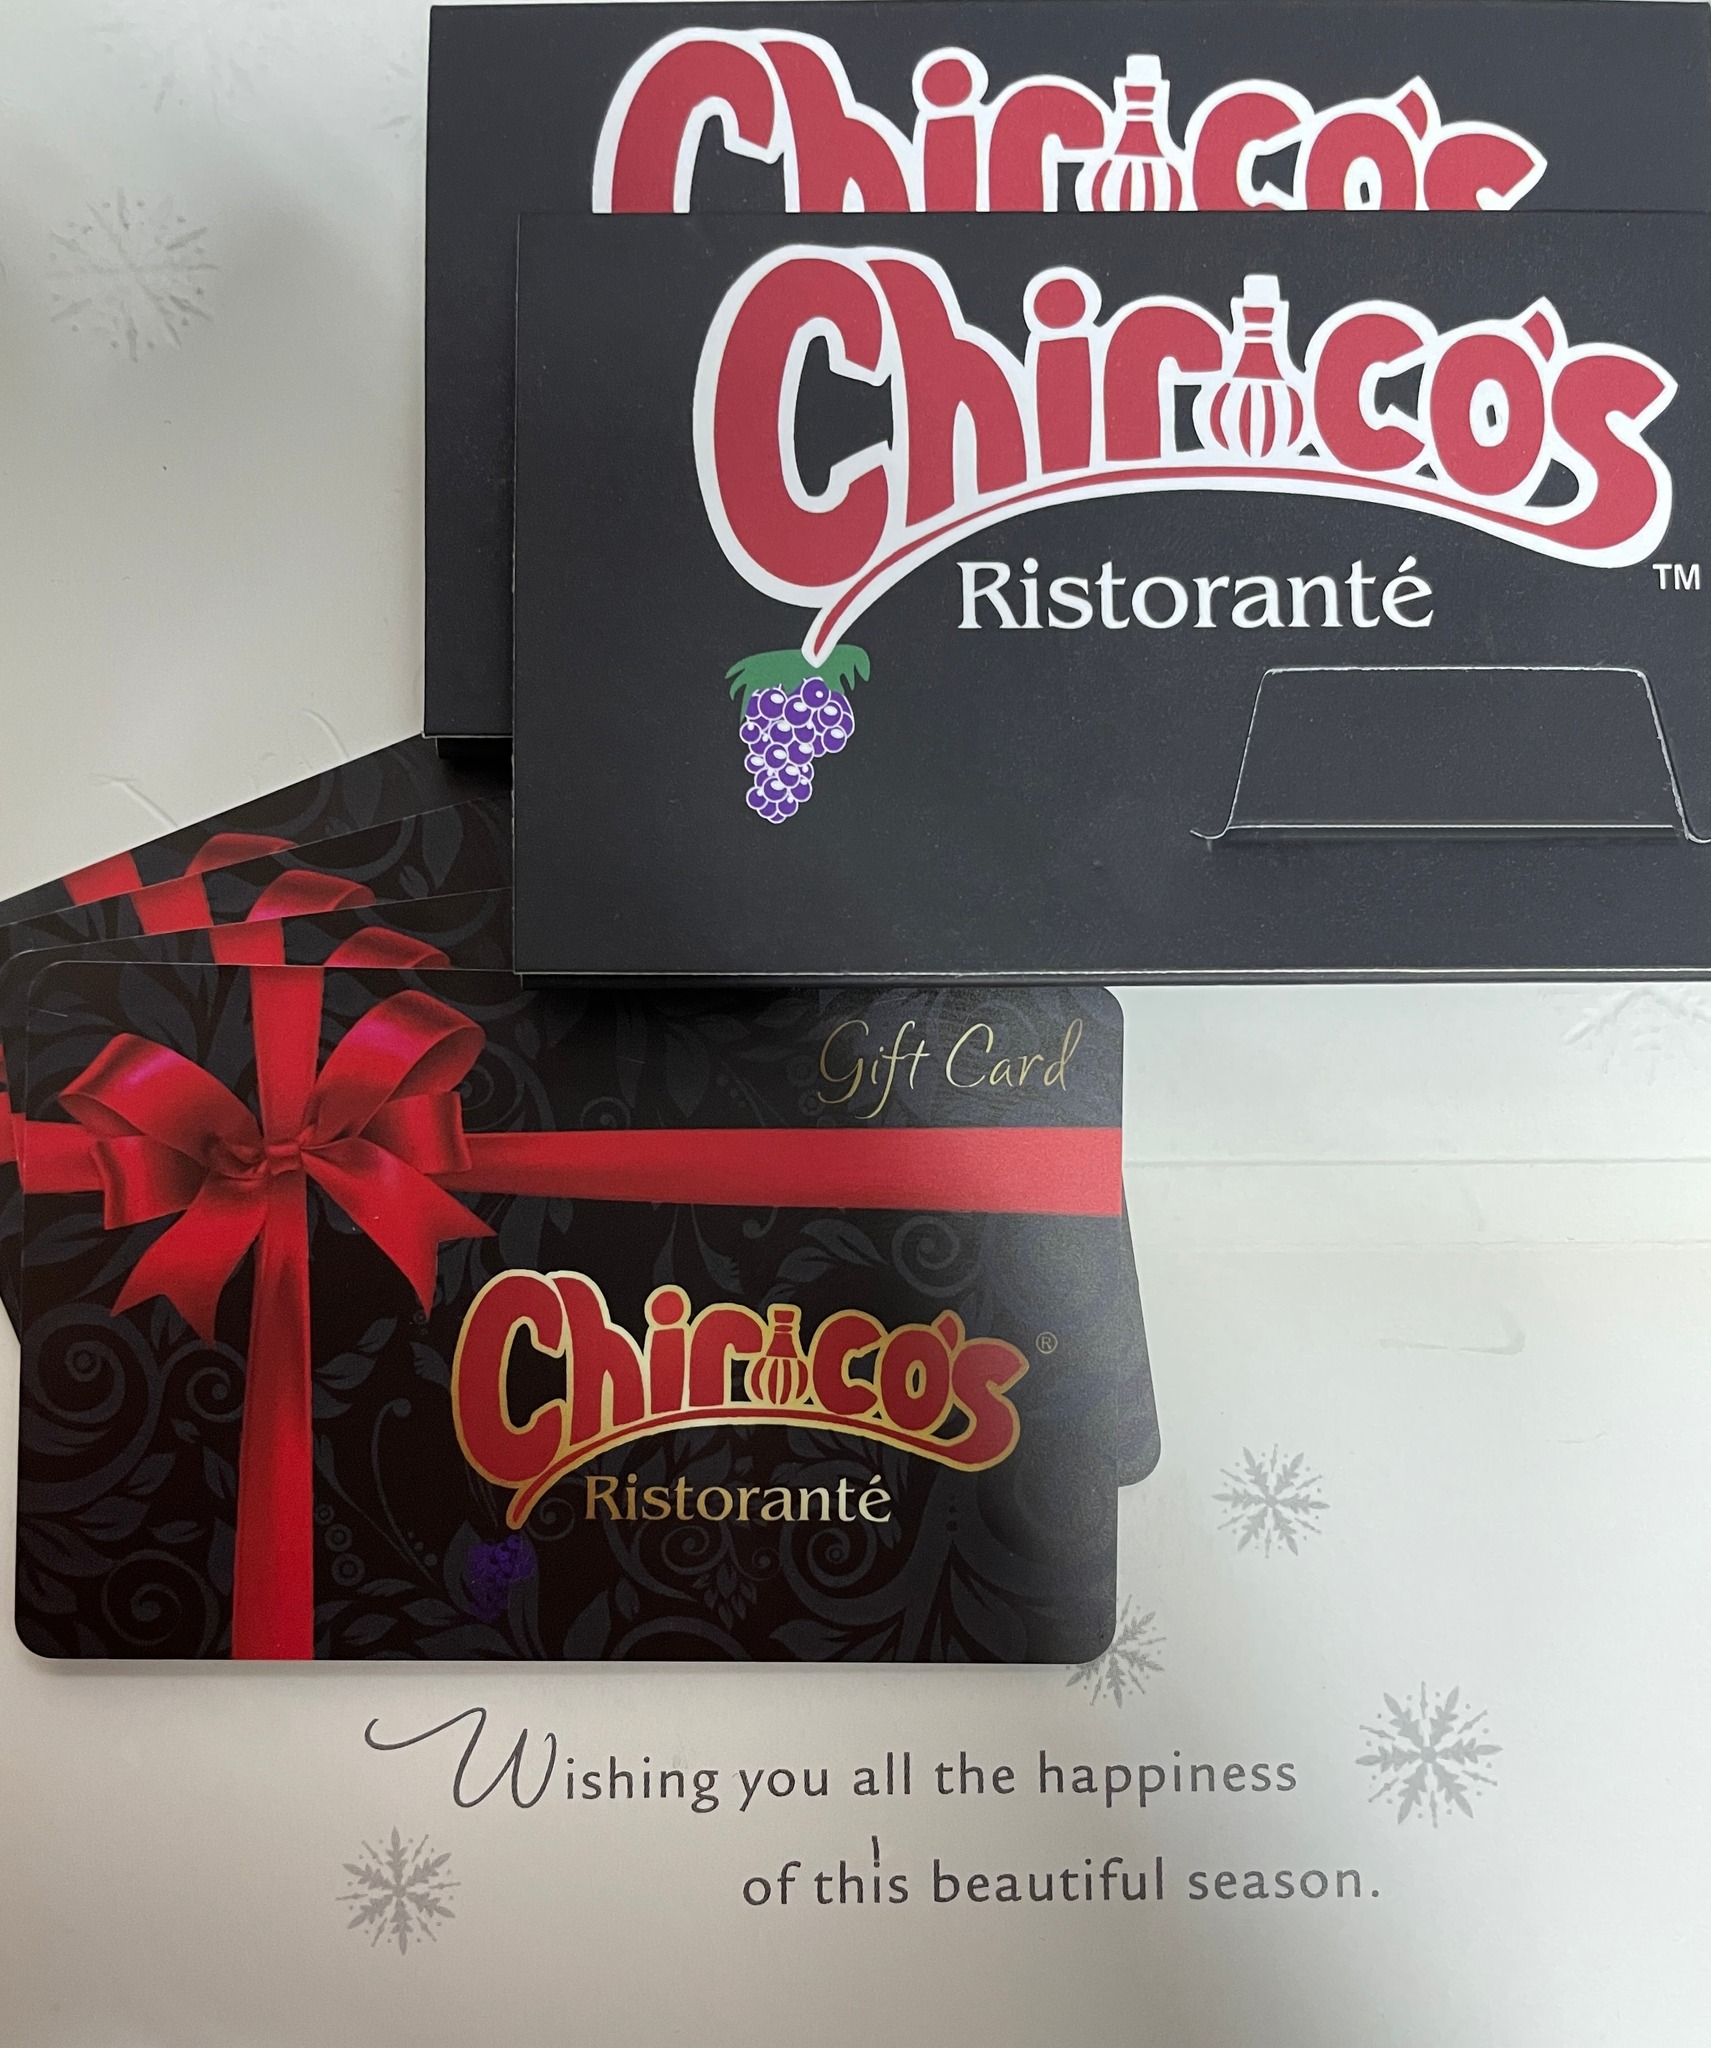 Chirico's
Chirico's
TM
Ristoranté
Gift Card
Chirico's
®
Ristoranté
Wishing you all the happiness
of this beautiful season.